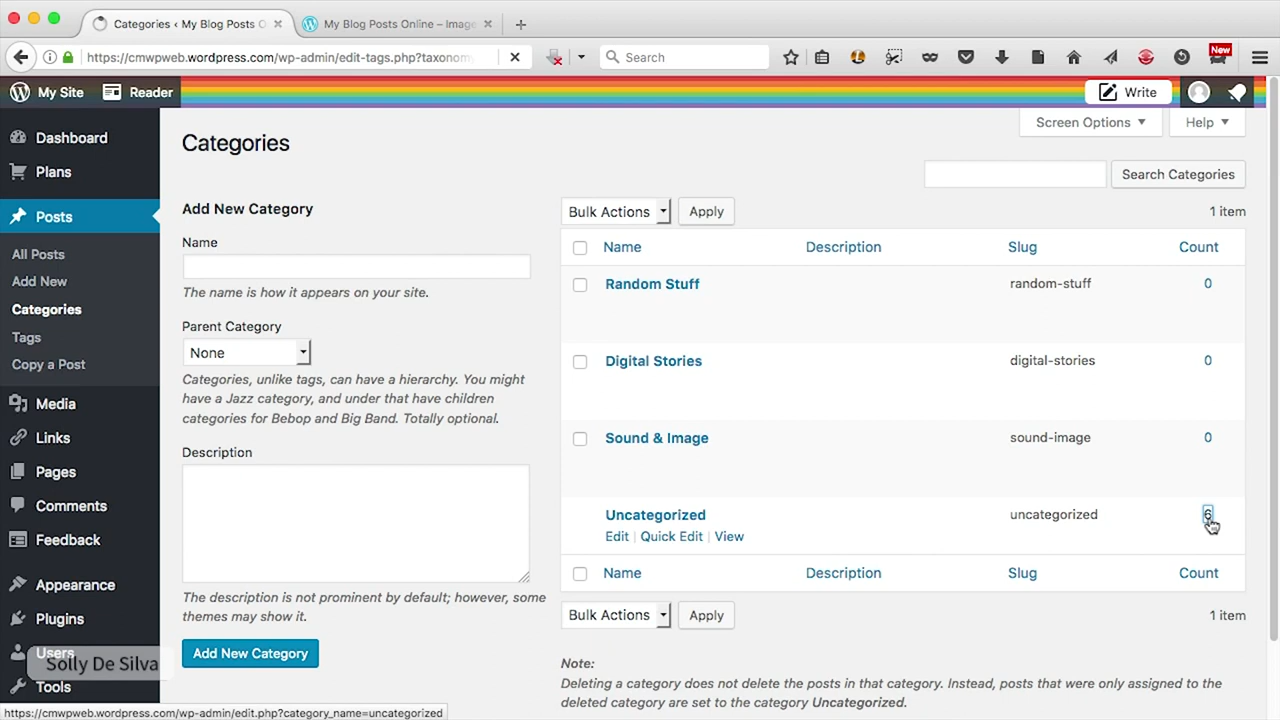 Categories ‹ My Blog Posts O
My Blog Posts Online – Image
https://cmwpweb.wordpress.com/wp-admin/edit-tags.php?taxonomy
Search
New
My Site
Reader
Write
Dashboard
Plans
Posts
All Posts
Add New
Categories
Tags
Copy a Post
Media
Links
Pages
Comments
Feedback
Appearance
Plugins
Users
Tools
Solly De Silva
Categories
Screen Options
Help
Search Categories
Add New Category
Name
The name is how it appears on your site.
Parent Category
None
Categories, unlike tags, can have a hierarchy. You might
have a Jazz category, and under that have children
categories for Bebop and Big Band. Totally optional.
Description
The description is not prominent by default; however, some
themes may show it.
Add New Category
Bulk Actions Apply 1 item
Name Description Slug Count
Random Stuff random-stuff 0
Digital Stories digital-stories 0
Sound & Image sound-image 0
Uncategorized uncategorized 6
Edit | Quick Edit | View
Name Description Slug Count
Bulk Actions Apply 1 item
Note:
Deleting a category does not delete the posts in that category. Instead, posts that were only assigned to the
deleted category are set to the category Uncategorized.
https://cmwpweb.wordpress.com/wp-admin/edit.php?category_name=uncategorized